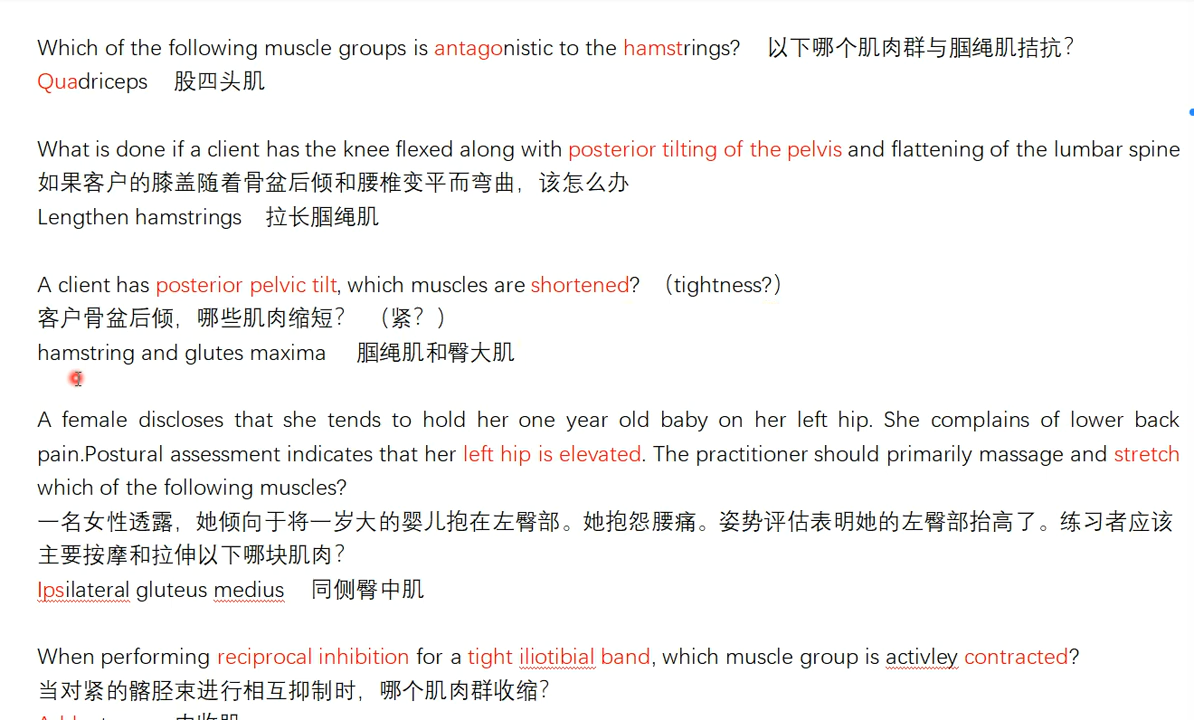 Which of the following muscle groups is antagonistic to the hamstrings? 以下哪个肌肉群与腘绳肌拮抗？
Quadriceps 股四头肌
What is done if a client has the knee flexed along with posterior tilting of the pelvis and flattening of the lumbar spine
如果客户的膝盖随着骨盆后倾和腰椎变平而弯曲，该怎么办
Lengthen hamstrings 拉长腘绳肌
A client has posterior pelvic tilt, which muscles are shortened? （tightness?）
客户骨盆后倾，哪些肌肉缩短？ （紧？）
hamstring and glutes maxima 腘绳肌和臀大肌
A female discloses that she tends to hold her one year old baby on her left hip. She complains of lower back
pain.Postural assessment indicates that her left hip is elevated. The practitioner should primarily massage and stretch
which of the following muscles?
一名女性透露，她倾向于将一岁大的婴儿抱在左臀部。她抱怨腰痛。姿势评估表明她的左臀部抬高了。练习者应该
主要按摩和拉伸以下哪块肌肉？
Ipsilateral gluteus medius 同侧臀中肌
When performing reciprocal inhibition for a tight iliotibial band, which muscle group is activley contracted?
当对紧的髂胫束进行相互抑制时，哪个肌肉群收缩？